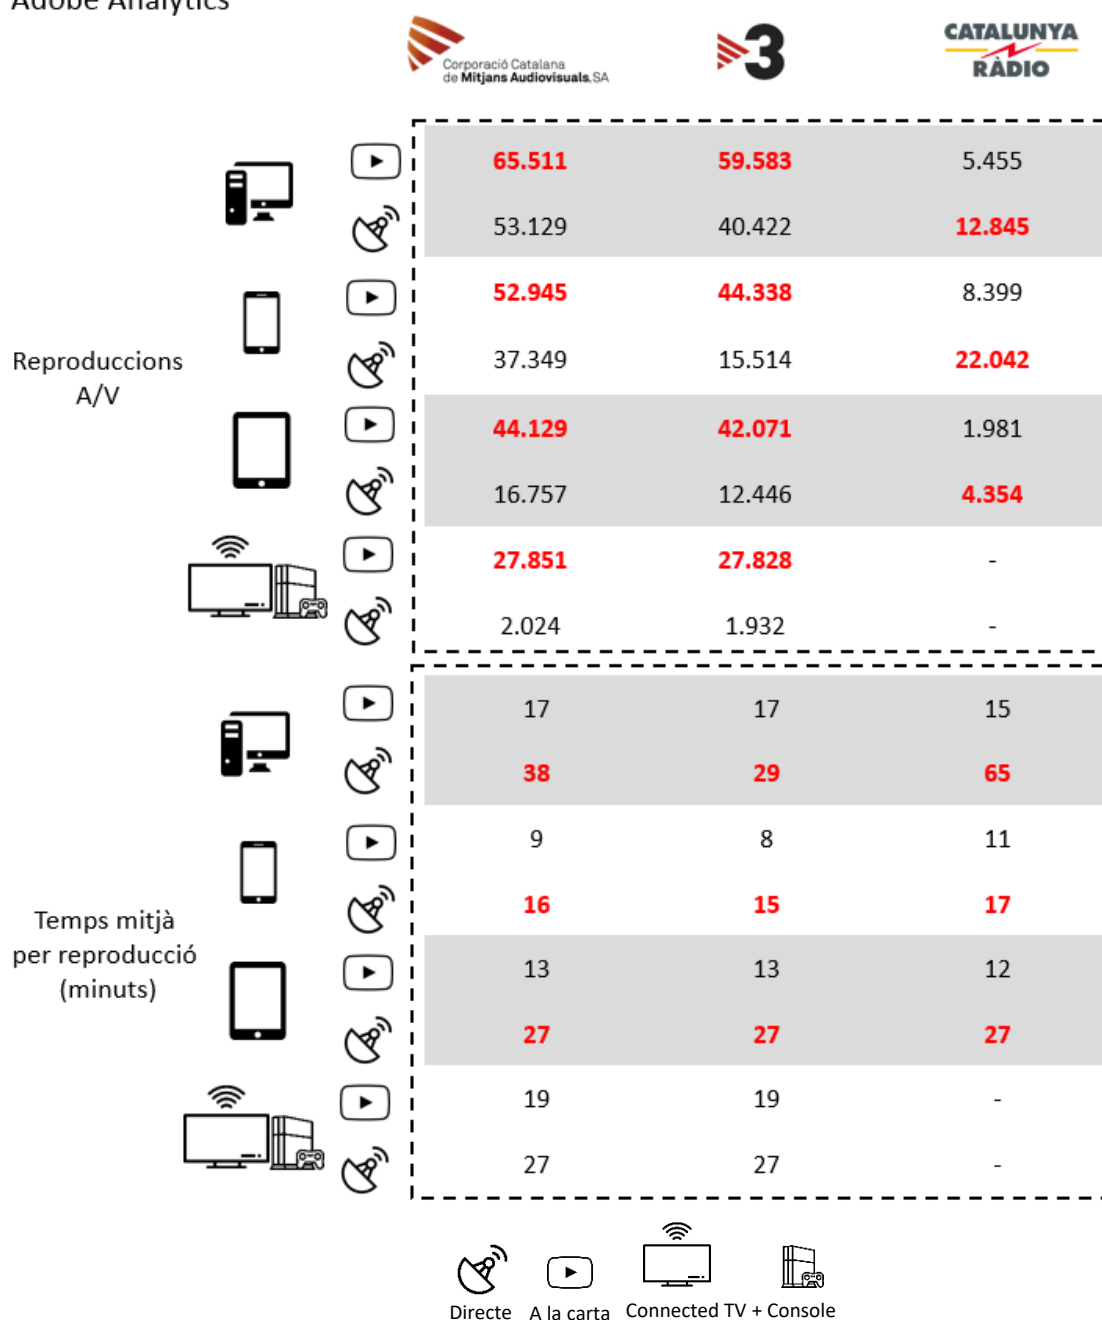 Adobe Analytics
Corporació Catalana
de Mitjans Audiovisuals, SA
3
CATALUNYA
RÀDIO
65.511 59.583 5.455
53.129 40.422 12.845
52.945 44.338 8.399
Reproduccions
A/V
37.349 15.514 22.042
44.129 42.071 1.981
16.757 12.446 4.354
27.851 27.828 -
2.024 1.932 -
17 17 15
38 29 65
9 8 11
Temps mitjà
per reproducció
(minuts)
16 15 17
13 13 12
27 27 27
19 19 -
27 27 -
Directe A la carta Connected TV + Console